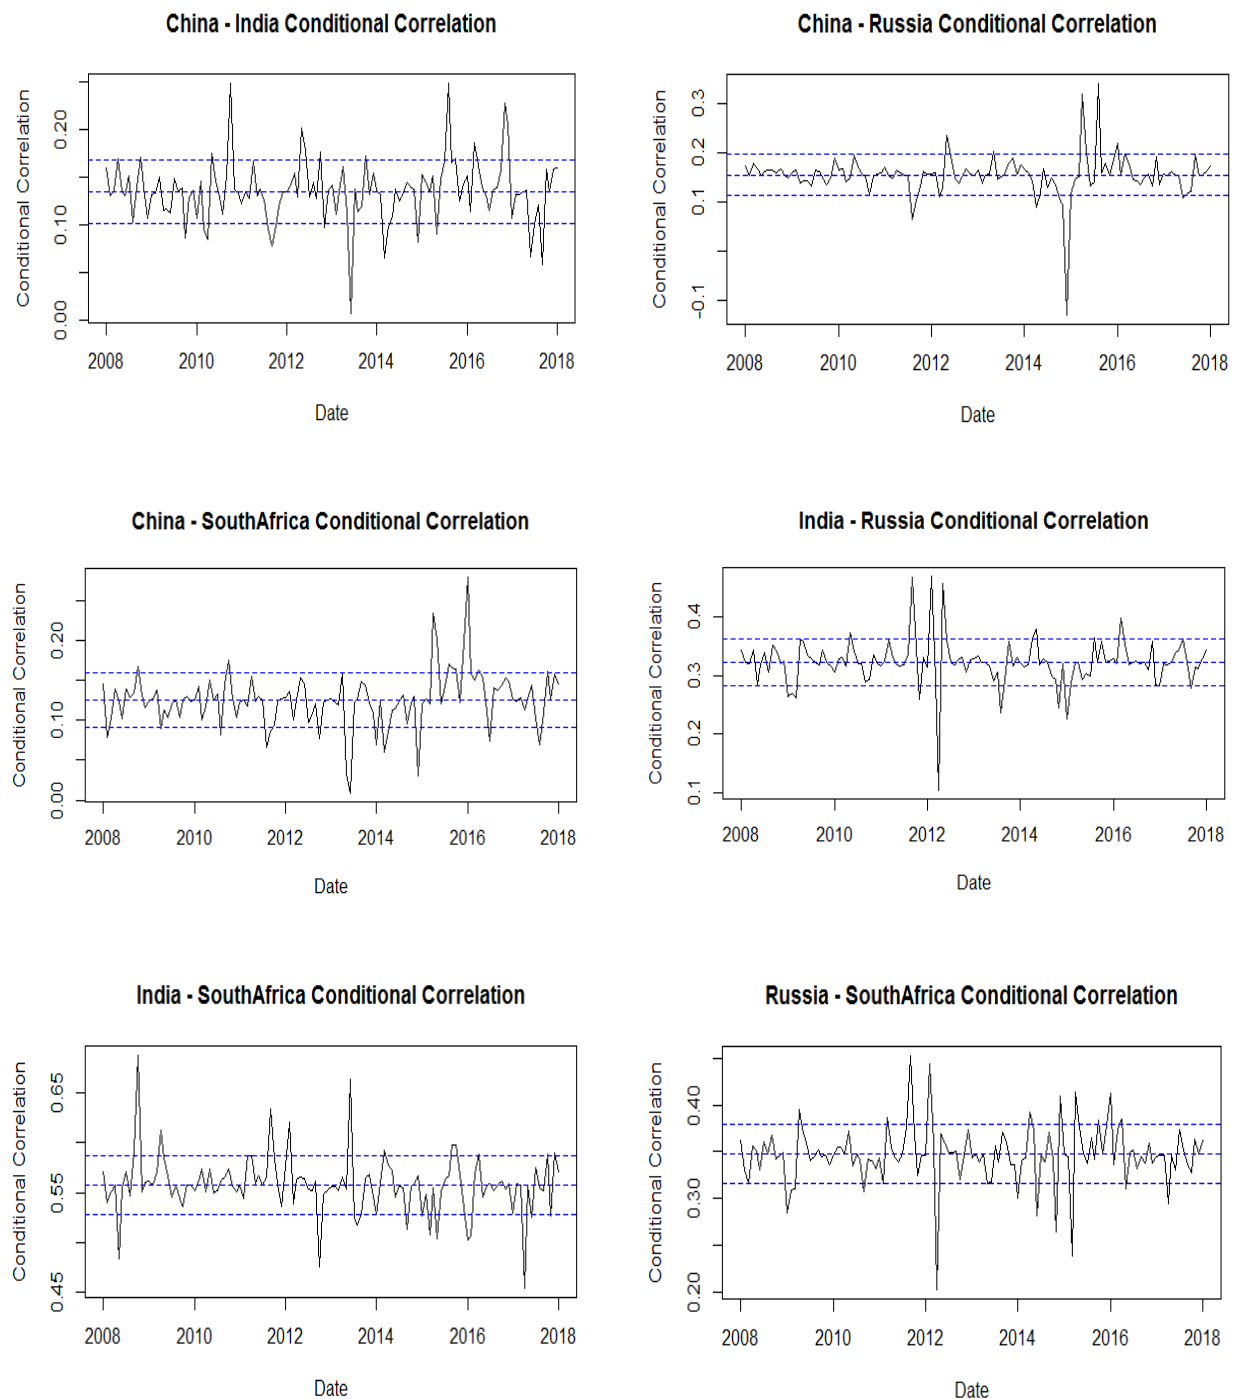 China - India Conditional Correlation
Conditional Correlation
0.20
0.10
0.00
2008 2010 2012 2014 2016 2018
Date
China - Russia Conditional Correlation
Conditional Correlation
0.3
0.2
0.1
-0.1
2008 2010 2012 2014 2016 2018
Date
China - SouthAfrica Conditional Correlation
Conditional Correlation
0.20
0.10
0.00
2008 2010 2012 2014 2016 2018
Date
India - Russia Conditional Correlation
Conditional Correlation
0.4
0.3
0.2
0.1
2008 2010 2012 2014 2016 2018
Date
India - SouthAfrica Conditional Correlation
Conditional Correlation
0.65
0.55
0.45
2008 2010 2012 2014 2016 2018
Date
Russia - SouthAfrica Conditional Correlation
Conditional Correlation
0.40
0.30
0.20
2008 2010 2012 2014 2016 2018
Date